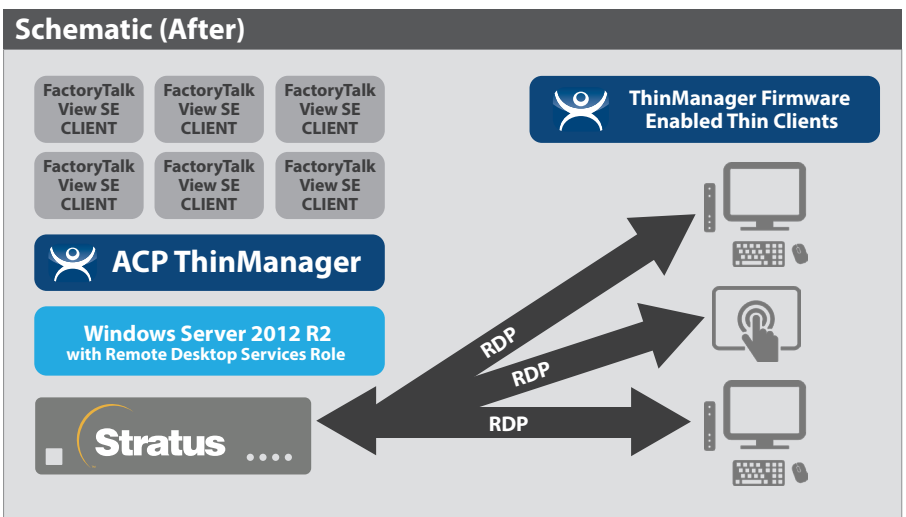 Schematic (After)
FactoryTalk
View SE
CLIENT
FactoryTalk
View SE
CLIENT
FactoryTalk
View SE
CLIENT
FactoryTalk
View SE
CLIENT
FactoryTalk
View SE
CLIENT
FactoryTalk
View SE
CLIENT
ACP ThinManager
Windows Server 2012 R2
with Remote Desktop Services Role
Stratus
ThinManager Firmware
Enabled Thin Clients
RDP
RDP
RDP